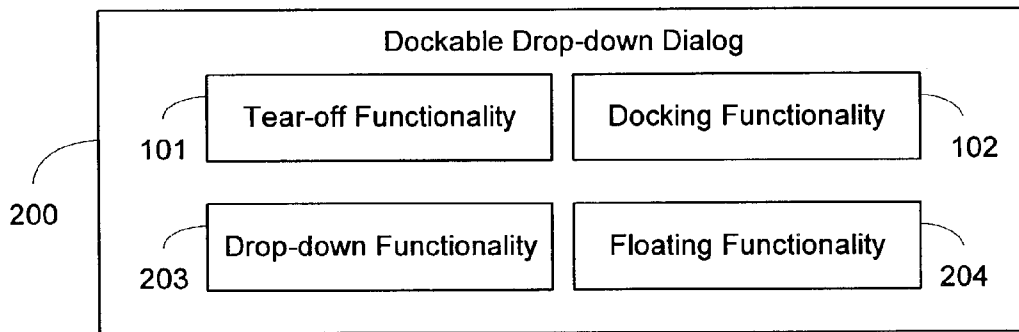 Dockable Drop-down Dialog
Tear-off Functionality
Docking Functionality
101
102
200
Drop-down Functionality
Floating Functionality
203
204